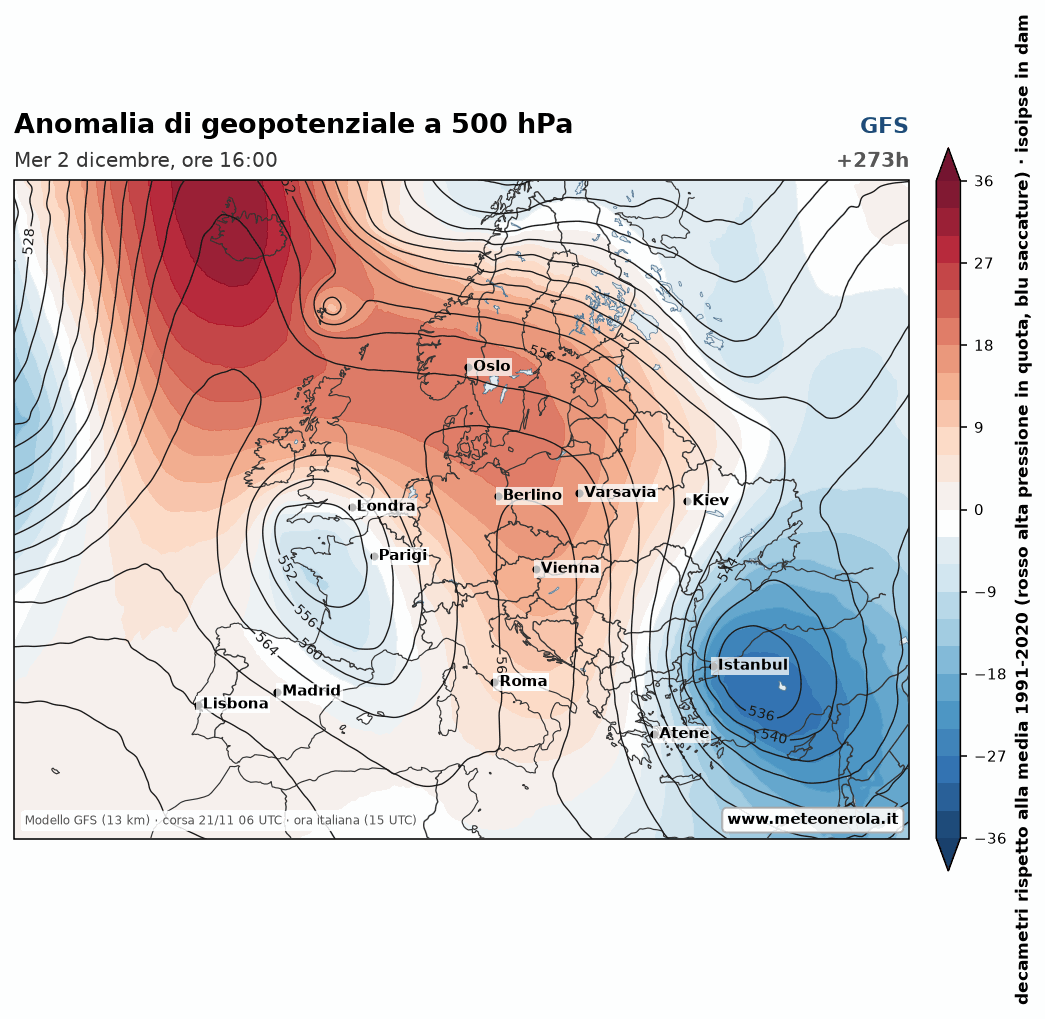 Anomalia di geopotenziale a 500 hPa
GFS
Mer 2 dicembre, ore 16:00
+273h
528
556
Oslo
Berlino
Varsavia
Kiev
Londra
Parigi
Vienna
552
556
560
564
Istanbul
Roma
Madrid
Lisbona
Atene
536
540
Modello GFS (13 km) · corsa 21/11 06 UTC · ora italiana (15 UTC)
www.meteonerola.it
36
27
18
9
0
−9
−18
−27
−36
decametri rispetto alla media 1991-2020 (rosso alta pressione in quota, blu saccature) · isoipse in dam